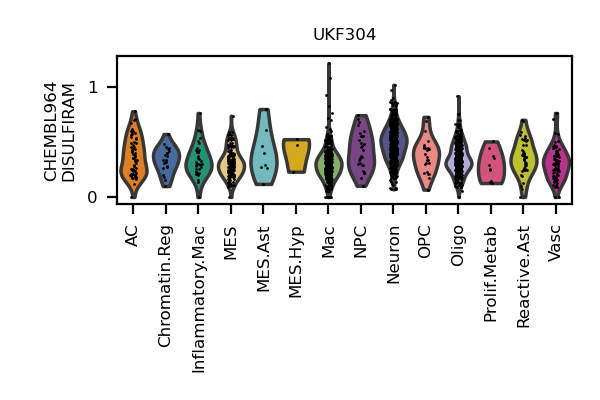 UKF304
CHEMBL964
DISULFIRAM
1
0
AC
Chromatin.Reg
Inflammatory.Mac
MES
MES.Ast
MES.Hyp
Mac
NPC
Neuron
OPC
Oligo
Prolif.Metab
Reactive.Ast
Vasc